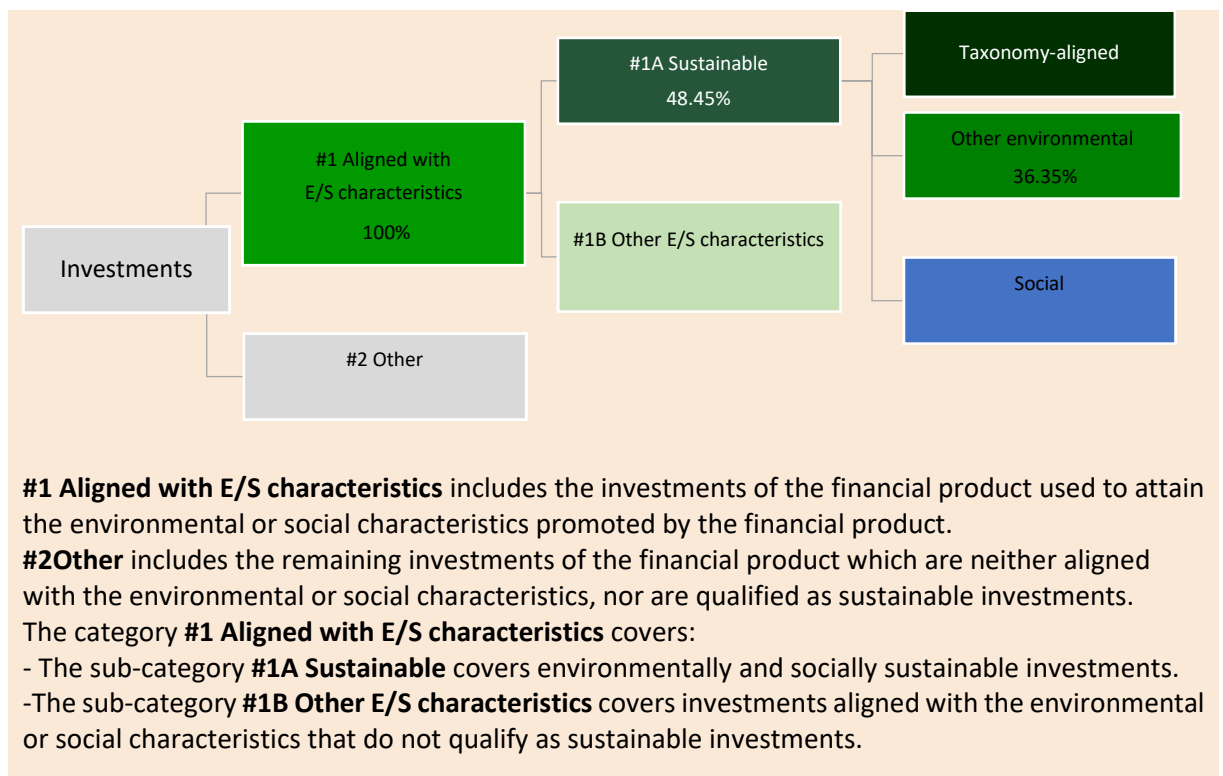 Investments
#1 Aligned with
E/S characteristics
100%
#2 Other
#1A Sustainable
48.45%
#1B Other E/S characteristics
Taxonomy-aligned
Other environmental
36.35%
Social
#1 Aligned with E/S characteristics includes the investments of the financial product used to attain
the environmental or social characteristics promoted by the financial product.
#2Other includes the remaining investments of the financial product which are neither aligned
with the environmental or social characteristics, nor are qualified as sustainable investments.
The category #1 Aligned with E/S characteristics covers:
- The sub-category #1A Sustainable covers environmentally and socially sustainable investments.
-The sub-category #1B Other E/S characteristics covers investments aligned with the environmental
or social characteristics that do not qualify as sustainable investments.